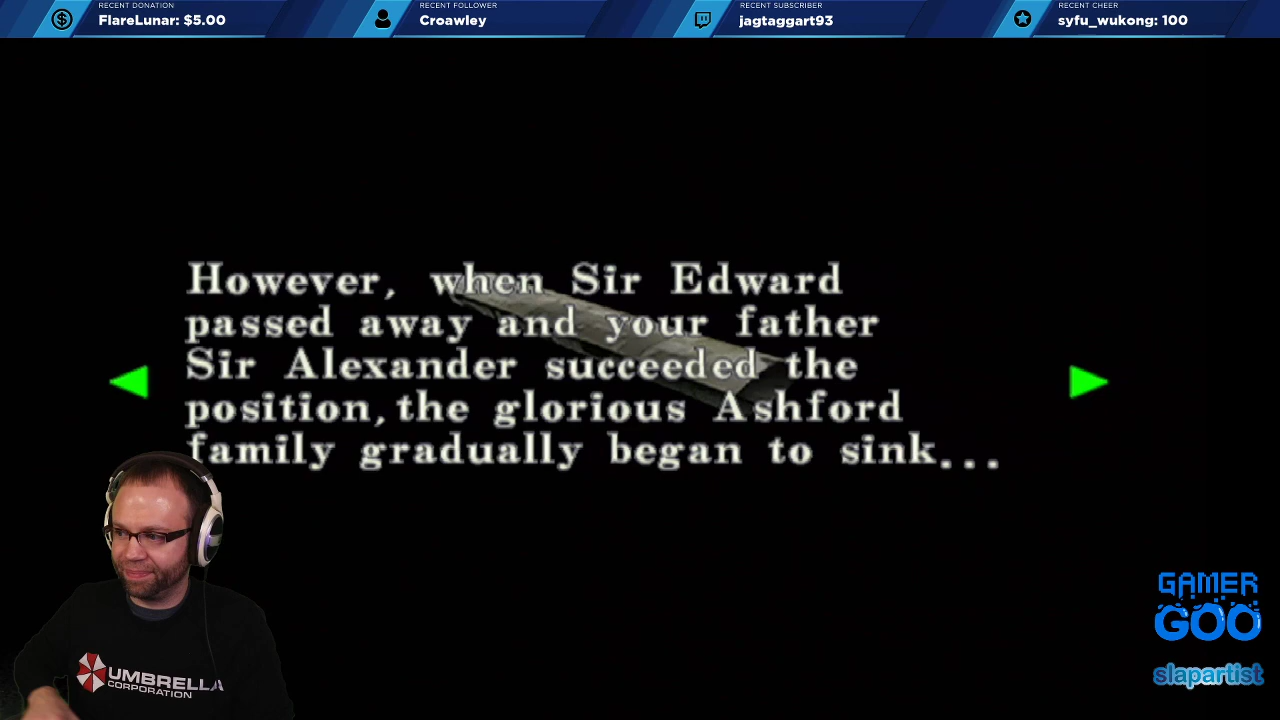 RECENT DONATION
FlareLunar: $5.00
RECENT FOLLOWER
Croawley
RECENT SUBSCRIBER
jagtaggart93
RECENT CHEER
syfu_wukong: 100
However, when Sir Edward
passed away and your father
Sir Alexander succeeded the
position,the glorious Ashford
family gradually began to sink...
UMBRELLA
CORPORATION
GAMER
GOO
slapartist